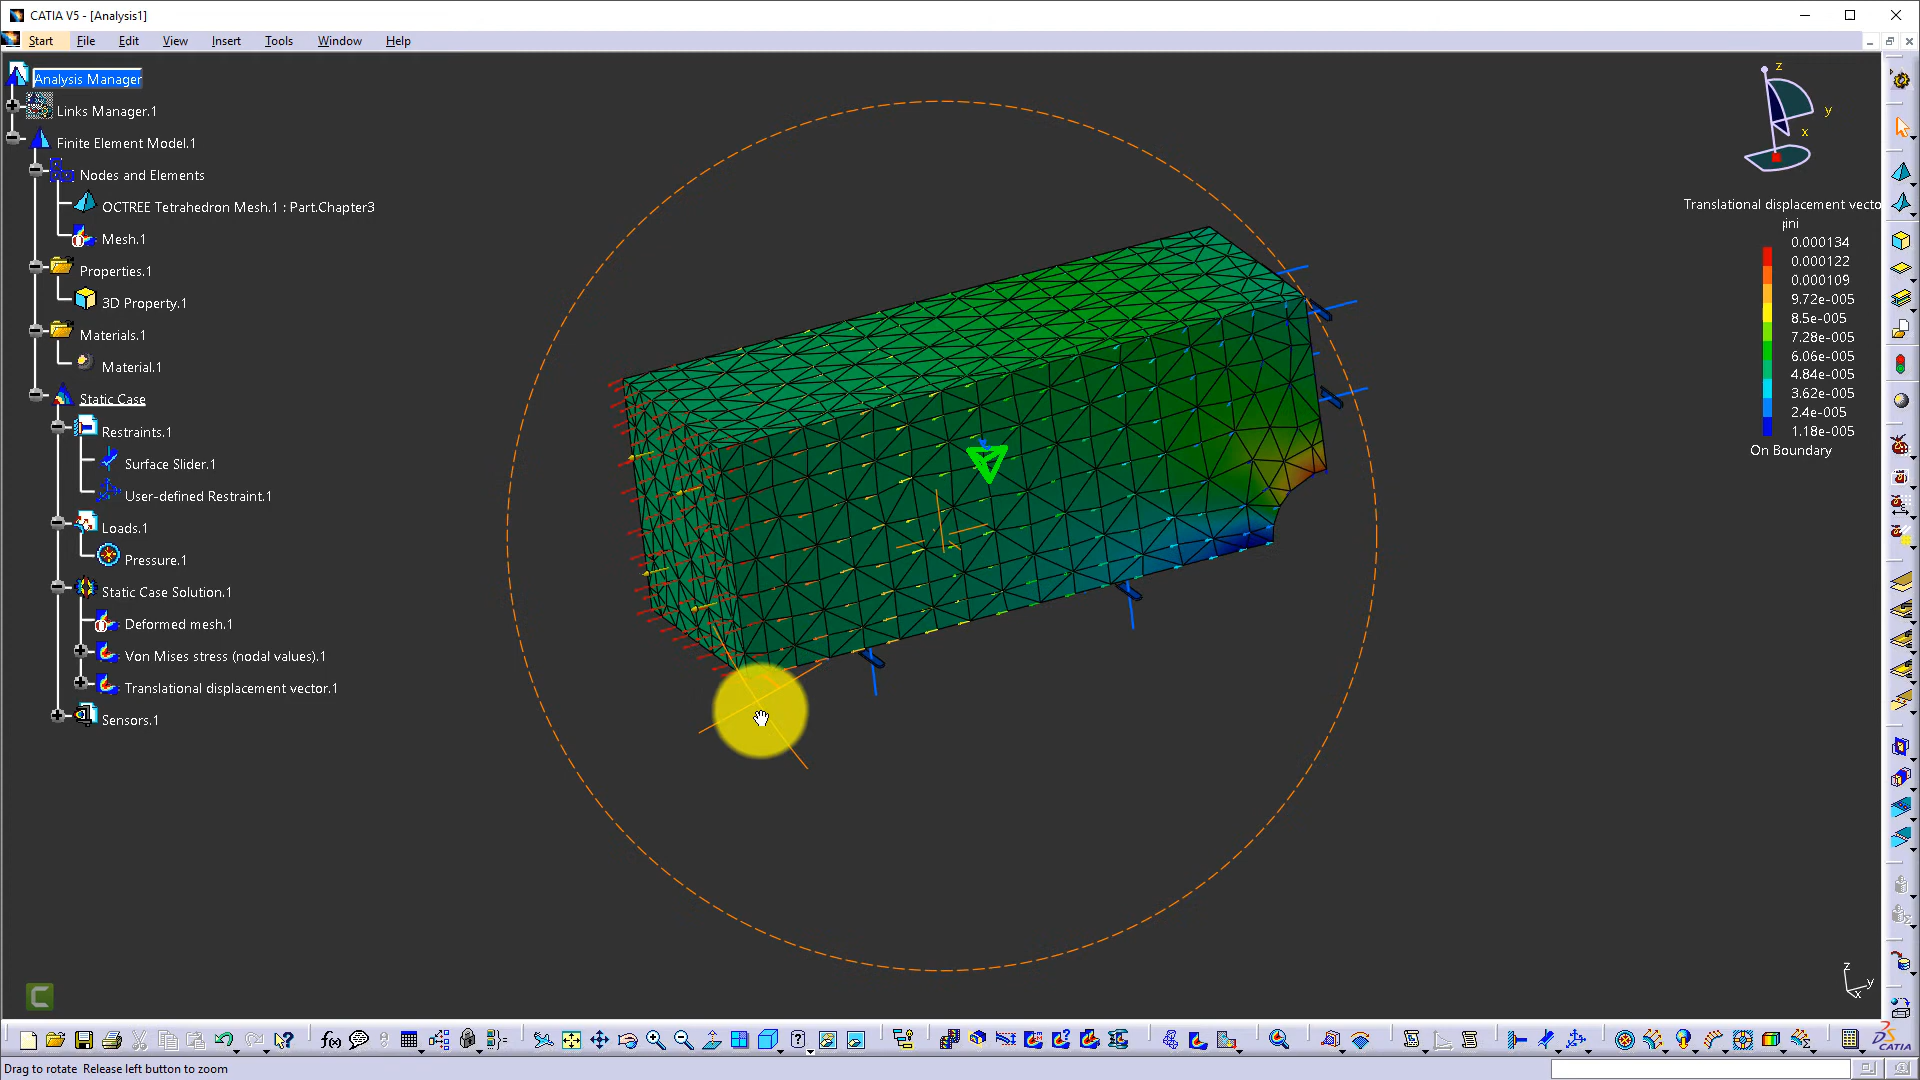 CATIA V5 - [Analysis1]
Start File Edit View Insert Tools Window Help
Analysis Manager
Links Manager.1
Finite Element Model.1
Nodes and Elements
OCTREE Tetrahedron Mesh.1 : Part.Chapter3
Mesh.1
Properties.1
3D Property.1
Materials.1
Material.1
Static Case
Restraints.1
Surface Slider.1
User-defined Restraint.1
Loads.1
Pressure.1
Static Case Solution.1
Deformed mesh.1
Von Mises stress (nodal values).1
Translational displacement vector.1
Sensors.1
z
y
x
Translational displacement vecto
in
0.000134
0.000122
0.000109
9.72e-005
8.5e-005
7.28e-005
6.06e-005
4.84e-005
3.62e-005
2.4e-005
1.18e-005
On Boundary
z
y
x
f(x)
CATIA
Drag to rotate Release left button to zoom